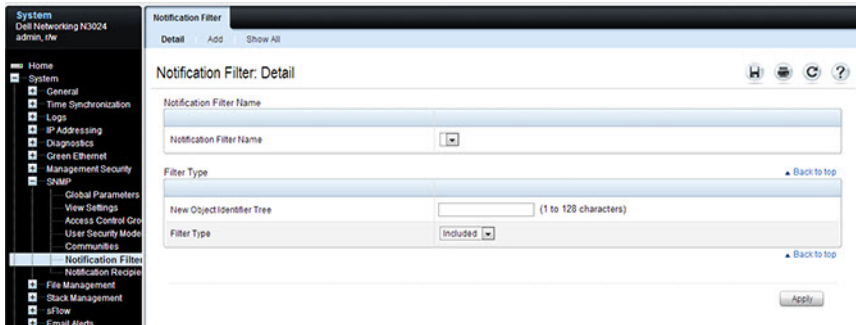 System
Dell Networking N3024
admin, r/w
Home
System
General
Time Synchronization
Logs
IP Addressing
Diagnostics
Green Ethernet
Management Security
SNMP
Global Parameters
View Settings
Access Control Gro
User Security Mode
Communities
Notification Filter
Notification Recipie
File Management
Stack Management
sFlow
Email Alerts
Notification Filter
Detail Add Show All
Notification Filter: Detail
Notification Filter Name
Notification Filter Name
Filter Type
Back to top
New Object Identifier Tree (1 to 128 characters)
Filter Type Included
Back to top
Apply